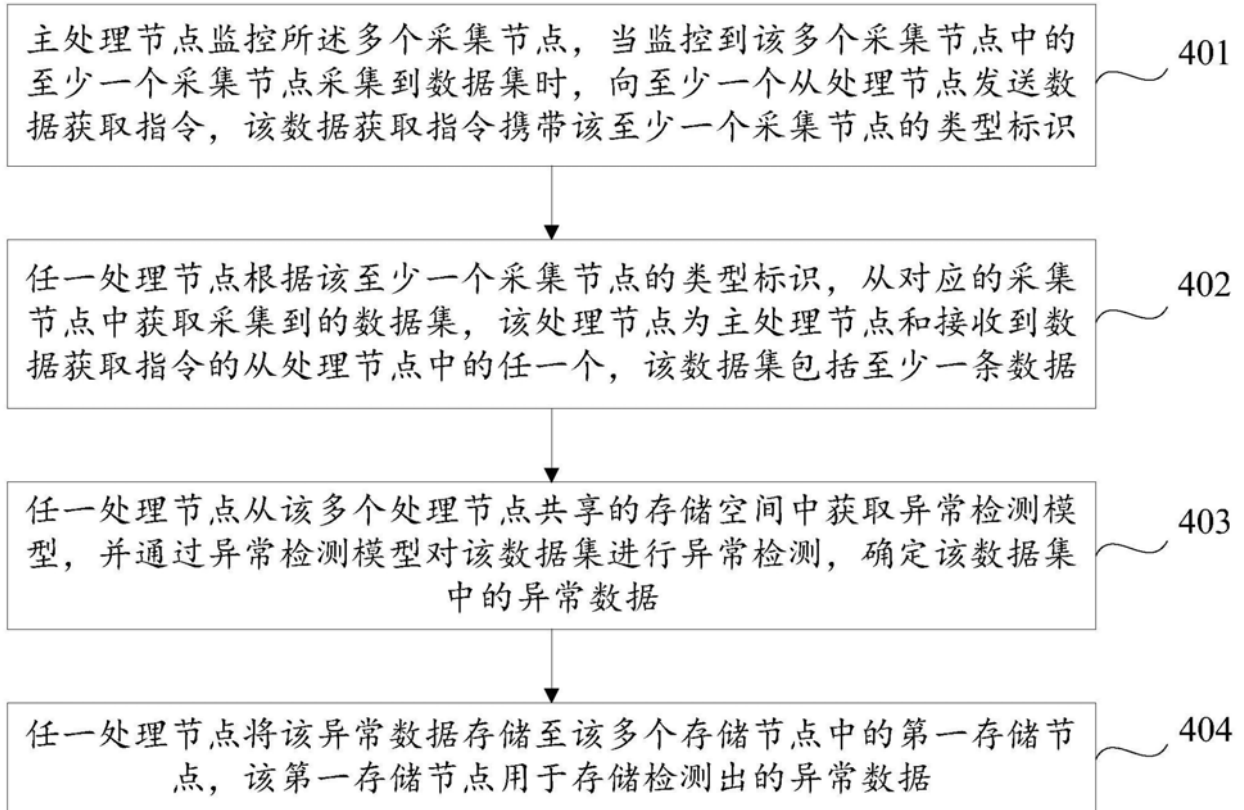 主处理节点监控所述多个采集节点，当监控到该多个采集节点中的
至少一个采集节点采集到数据集时，向至少一个从处理节点发送数
据获取指令，该数据获取指令携带该至少一个采集节点的类型标识
401
任一处理节点根据该至少一个采集节点的类型标识，从对应的采集
节点中获取采集到的数据集，该处理节点为主处理节点和接收到数
据获取指令的从处理节点中的任一个，该数据集包括至少一条数据
402
任一处理节点从该多个处理节点共享的存储空间中获取异常检测模
型，并通过异常检测模型对该数据集进行异常检测，确定该数据集
中的异常数据
403
任一处理节点将该异常数据存储至该多个存储节点中的第一存储节
点，该第一存储节点用于存储检测出的异常数据
404